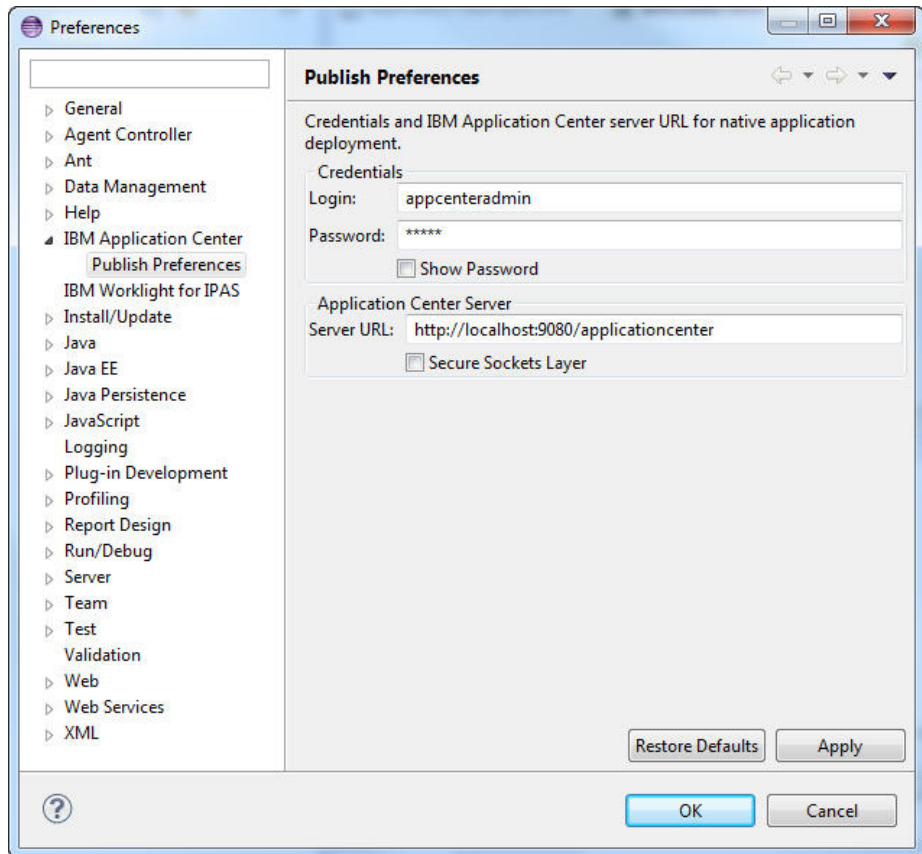 Preferences
Publish Preferences
General
Agent Controller
Ant
Data Management
Help
IBM Application Center
Publish Preferences
IBM Worklight for IPAS
Install/Update
Java
Java EE
Java Persistence
JavaScript
Logging
Plug-in Development
Profiling
Report Design
Run/Debug
Server
Team
Test
Validation
Web
Web Services
XML
Credentials and IBM Application Center server URL for native application
deployment.
Credentials
Login: appcenteradmin
Password: *****
Show Password
Application Center Server
Server URL: http://localhost:9080/applicationcenter
Secure Sockets Layer
Restore Defaults Apply
? OK Cancel